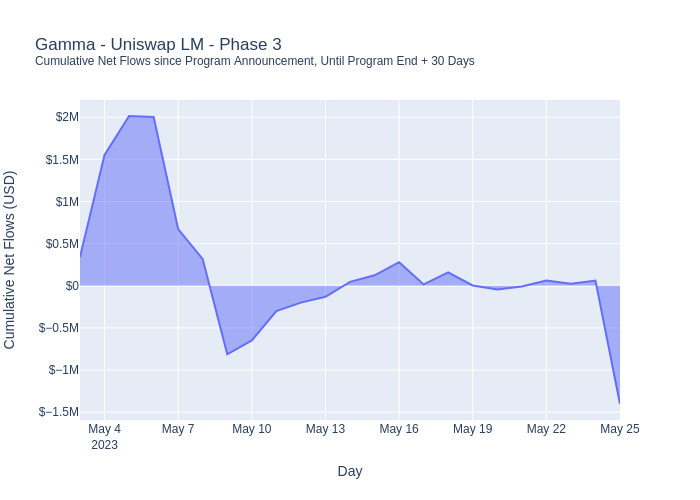 Gamma - Uniswap LM - Phase 3
Cumulative Net Flows since Program Announcement, Until Program End + 30 Days
Cumulative Net Flows (USD)
$2M
$1.5M
$1M
$0.5M
$0
$−0.5M
$−1M
$−1.5M
May 4
2023
May 7
May 10
May 13
May 16
May 19
May 22
May 25
Day